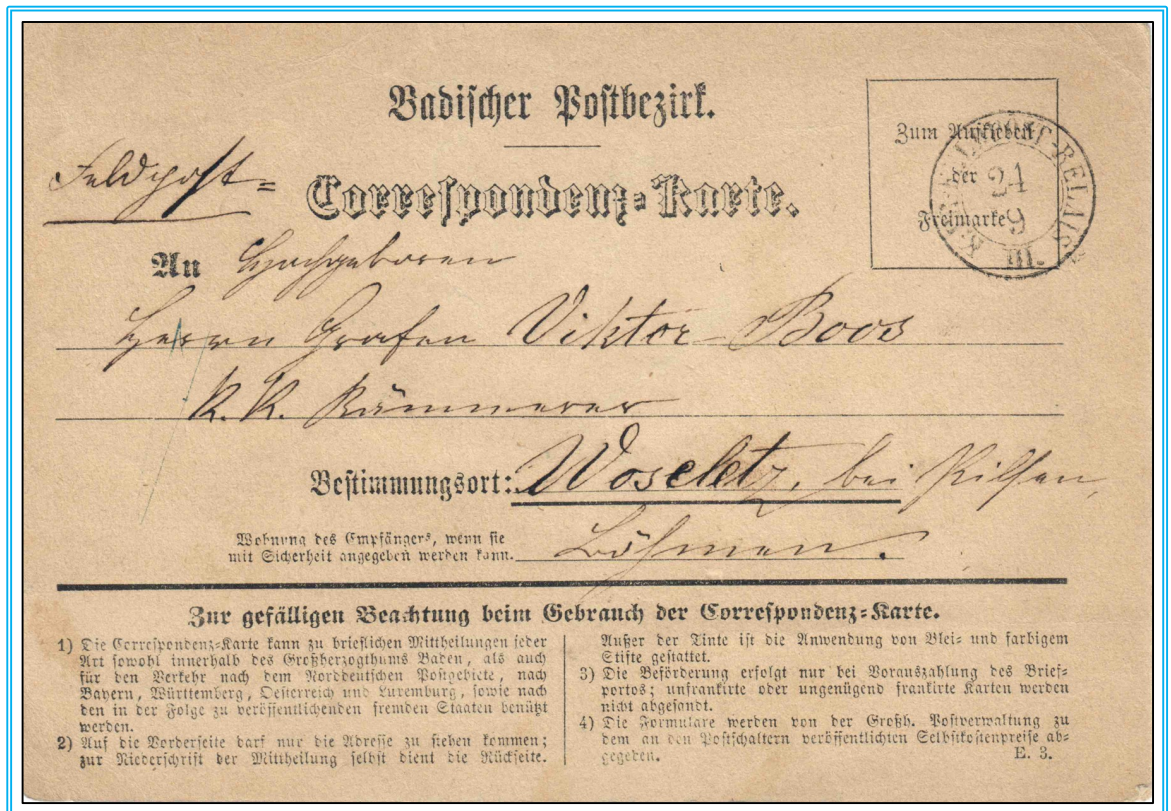 Badischer Postbezirk.
Feldpost=
Correspondenz=Karte.
Zum Aufkleben
der
Freimarke
K. PR. FELDPOST-RELAIS
24
9
III.
An Hochgeboren
Herrn Grafen Viktor Boos
K. K. Kämmerer
Bestimmungsort: Woseletz, bei Pilsen,
Wohnung des Empfängers, wenn sie
mit Sicherheit angegeben werden kann.
Böhmen.
Zur gefälligen Beachtung beim Gebrauch der Correspondenz=Karte.
1) Die Correspondenz=Karte kann zu brieflichen Mittheilungen jeder
Art sowohl innerhalb des Großherzogthums Baden, als auch
für den Verkehr nach dem Norddeutschen Postgebiete, nach
Bayern, Württemberg, Oesterreich und Luxemburg, sowie nach
den in der Folge zu veröffentlichenden fremden Staaten benützt
werden.
2) Auf die Vorderseite darf nur die Adresse zu stehen kommen;
zur Niederschrift der Mittheilung selbst dient die Rückseite.
Außer der Tinte ist die Anwendung von Blei= und farbigem
Stifte gestattet.
3) Die Beförderung erfolgt nur bei Vorauszahlung des Brief=
portos; unfrankirte oder ungenügend frankirte Karten werden
nicht abgesandt.
4) Die Formulare werden von der Großh. Postverwaltung zu
dem an den Postschaltern veröffentlichten Selbstkostenpreise ab=
gegeben.
E. 3.